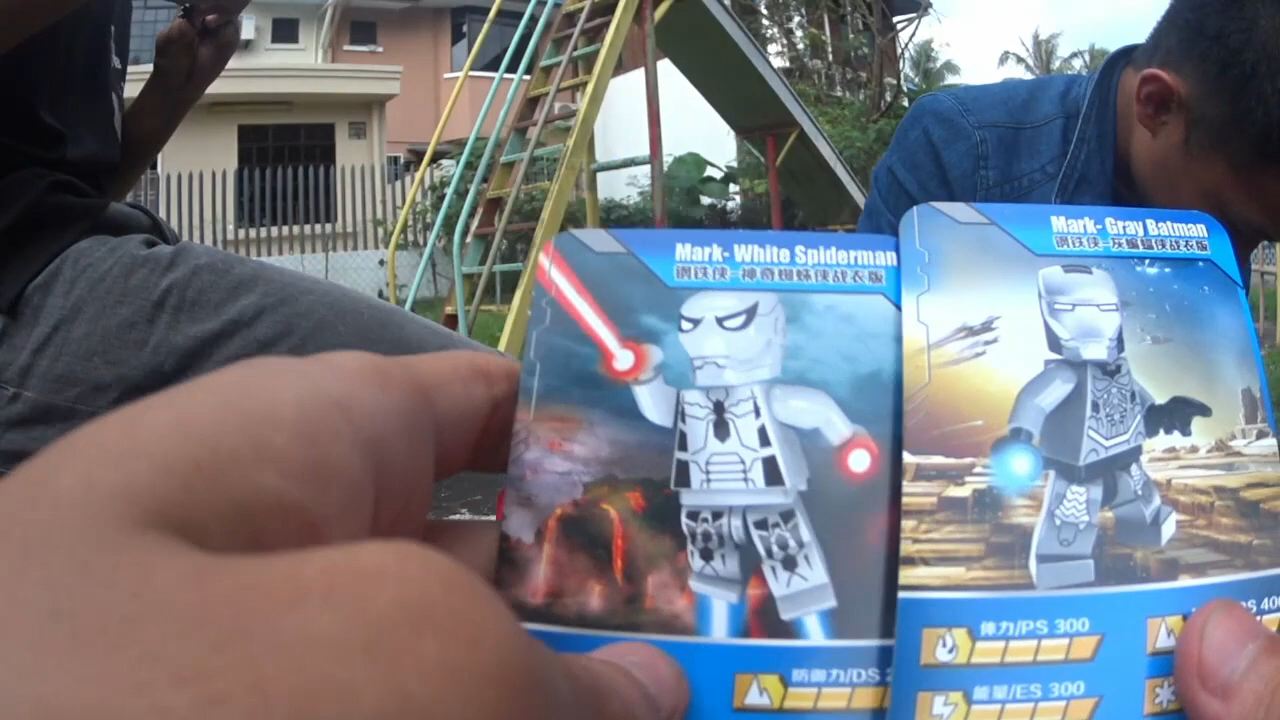 Mark- White Spiderman
钢铁侠-神奇蜘蛛侠战衣版
防御力/DS
Mark- Gray Batman
钢铁侠-灰蝙蝠侠战衣版
体力/PS 300
能量/ES 300